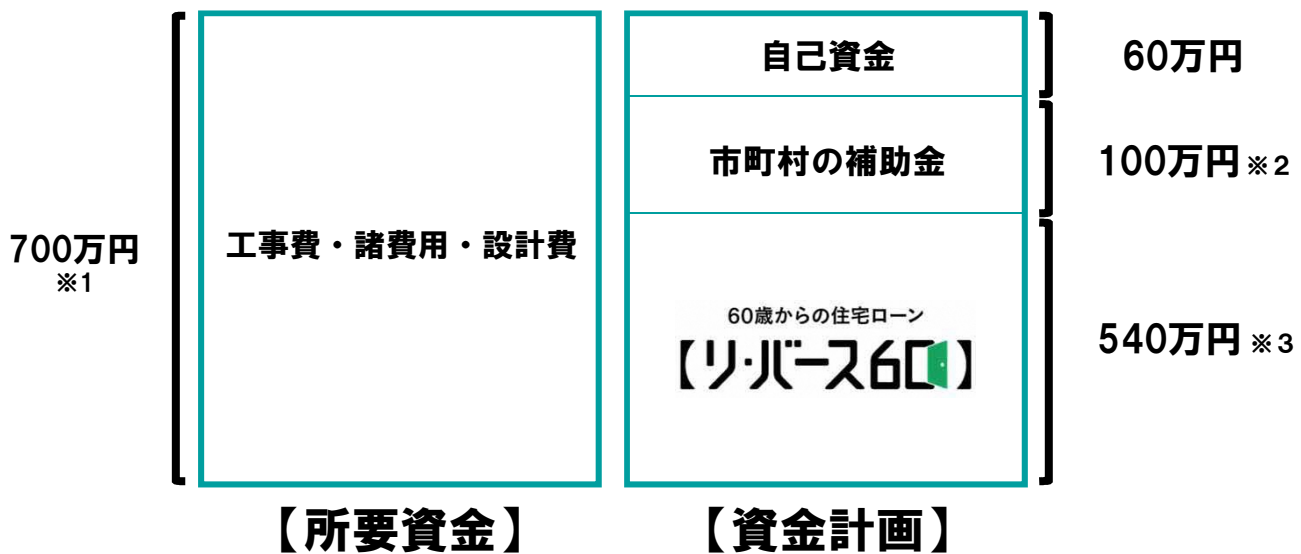 700万円
※1
工事費・諸費用・設計費
【所要資金】
自己資金
60万円
市町村の補助金
100万円※2
60歳からの住宅ローン
【リ・バース60】
540万円※3
【資金計画】